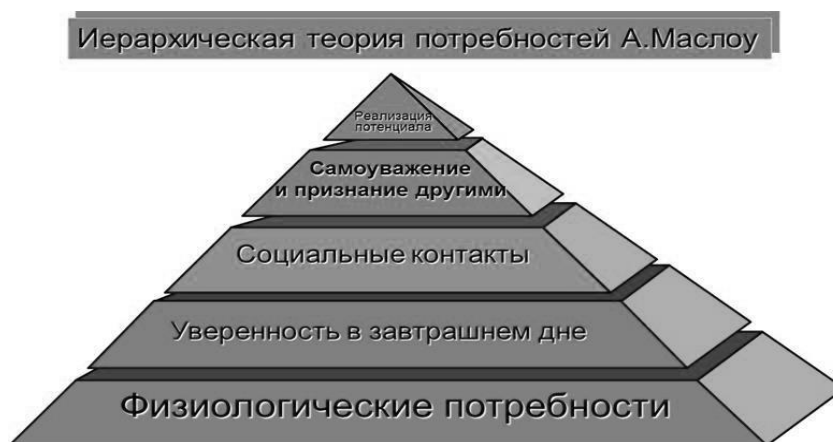 Иерархическая теория потребностей А.Маслоу
Реализация
потенциала
Самоуважение
и признание другими
Социальные контакты
Уверенность в завтрашнем дне
Физиологические потребности